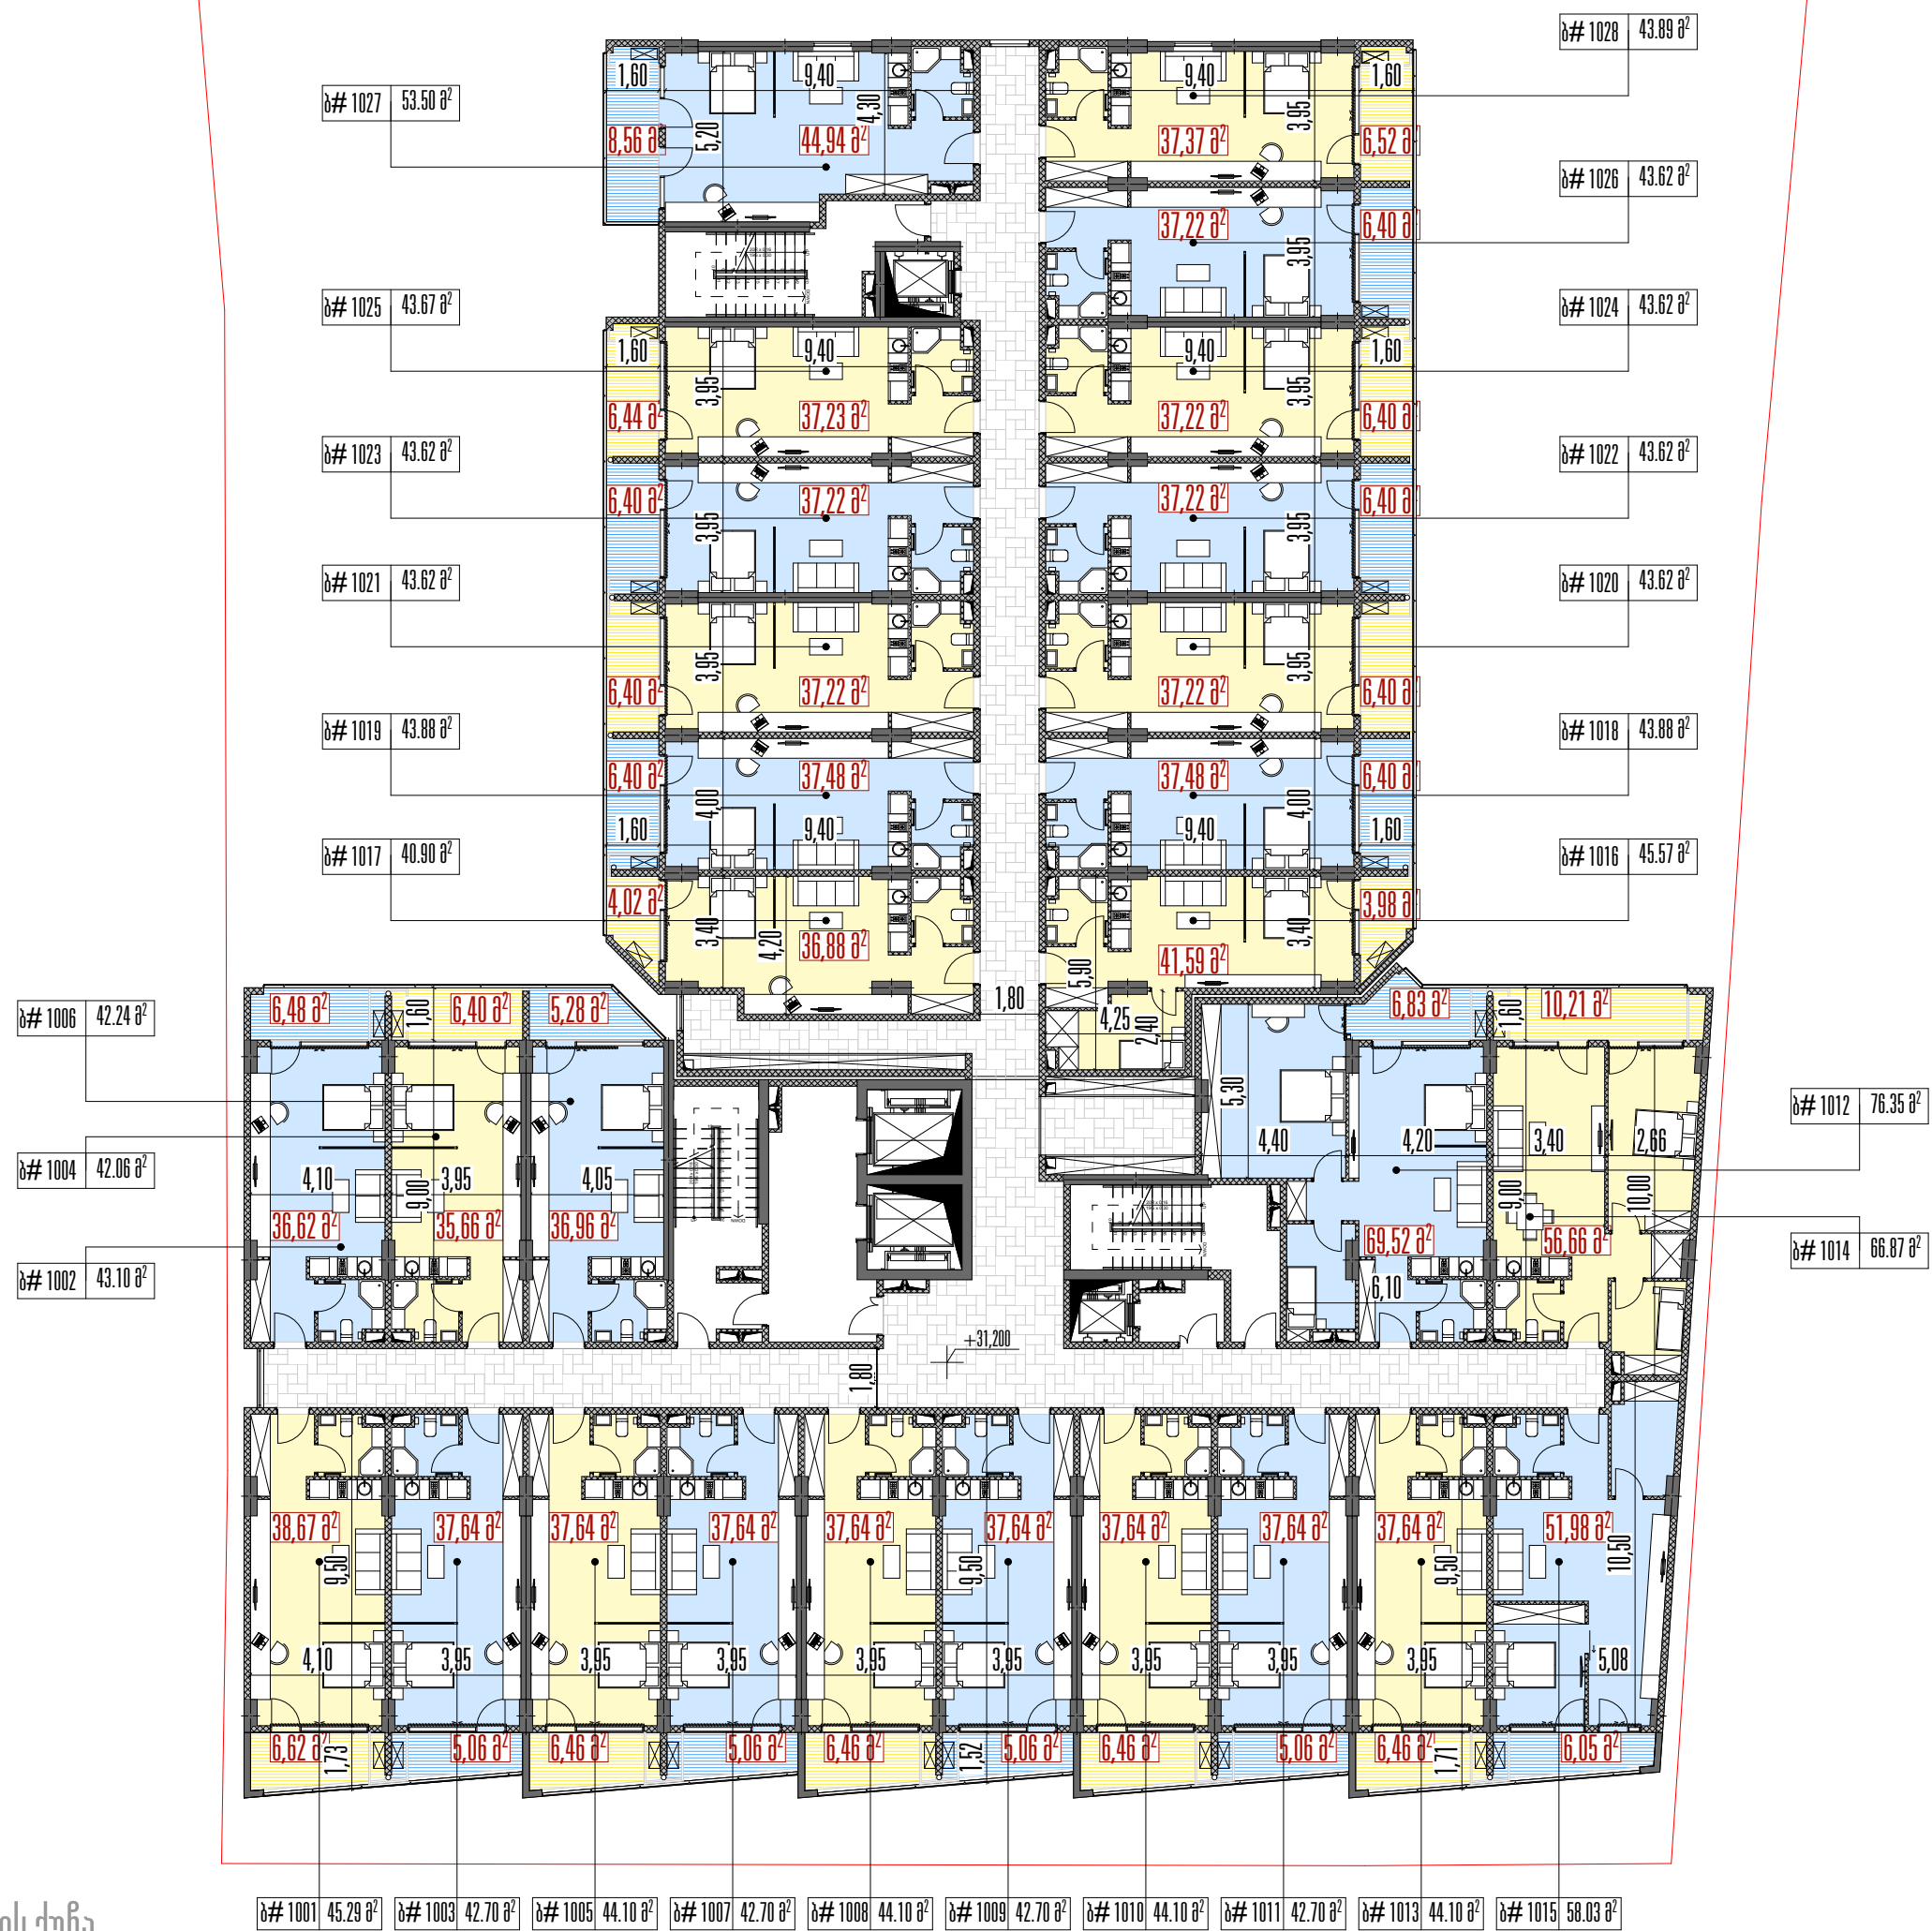 ბ# 1028 43.89 მ²
ბ# 1027 53.50 მ²
1,60 9,40 9,40 1,60
4,30 3,95
5,20
8,56 მ² 44,94 მ² 37,37 მ² 6,52 მ²
ბ# 1026 43.62 მ²
37,22 მ² 6,40 მ²
3,95
ბ# 1025 43.67 მ²
ბ# 1024 43.62 მ²
1,60 9,40 9,40 1,60
3,95 3,95
6,44 მ² 37,23 მ² 37,22 მ² 6,40 მ²
ბ# 1023 43.62 მ²
ბ# 1022 43.62 მ²
6,40 მ² 37,22 მ² 37,22 მ² 6,40 მ²
3,95 3,95
ბ# 1021 43.62 მ²
ბ# 1020 43.62 მ²
3,95 3,95
6,40 მ² 37,22 მ² 37,22 მ² 6,40 მ²
ბ# 1019 43.88 მ²
ბ# 1018 43.88 მ²
6,40 მ² 37,48 მ² 37,48 მ² 6,40 მ²
4,00 4,00
1,60 9,40 9,40 1,60
ბ# 1017 40.90 მ²
ბ# 1016 45.57 მ²
4,02 მ² 3,98 მ²
3,40 4,20 36,88 მ² 41,59 მ² 3,40
5,90
1,80 4,25 2,40
ბ# 1006 42.24 მ²
6,48 მ² 1,60 6,40 მ² 5,28 მ² 6,83 მ² 1,60 10,21 მ²
5,30
ბ# 1012 76.35 მ²
ბ# 1004 42.06 მ²
4,40 4,20 3,40 2,66
4,10 9,00 3,95 4,05 9,00 10,00
36,62 მ² 35,66 მ² 36,96 მ² 69,52 მ² 56,66 მ²
ბ# 1014 66.87 მ²
ბ# 1002 43.10 მ²
6,10
+31,200
1,80
38,67 მ² 37,64 მ² 37,64 მ² 37,64 მ² 37,64 მ² 37,64 მ² 37,64 მ² 37,64 მ² 37,64 მ² 51,98 მ²
9,50 9,50 9,50 10,50
4,10 3,95 3,95 3,95 3,95 3,95 3,95 3,95 3,95 5,08
6,62 მ² 1,73 5,06 მ² 6,46 მ² 5,06 მ² 6,46 მ² 1,52 5,06 მ² 6,46 მ² 5,06 მ² 6,46 მ² 1,71 6,05 მ²
ბ# 1001 45.29 მ² ბ# 1003 42.70 მ² ბ# 1005 44.10 მ² ბ# 1007 42.70 მ² ბ# 1008 44.10 მ² ბ# 1009 42.70 მ² ბ# 1010 44.10 მ² ბ# 1011 42.70 მ² ბ# 1013 44.10 მ² ბ# 1015 58.03 მ²
ის ქუჩა